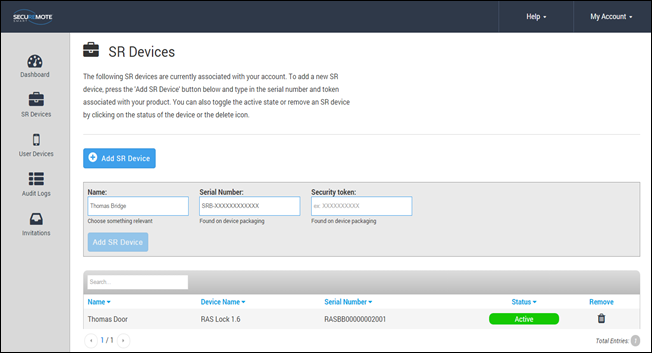 SECUREMOTE
SMART
Help
My Account
Dashboard
SR Devices
User Devices
Audit Logs
Invitations
SR Devices
The following SR devices are currently associated with your account. To add a new SR
device, press the 'Add SR Device' button below and type in the serial number and token
associated with your product. You can also toggle the active state or remove an SR device
by clicking on the status of the device or the delete icon.
Add SR Device
Name: Serial Number: Security token:
Thomas Bridge SRB-XXXXXXXXXXXX ex: XXXXXXXXXX
Choose something relevant Found on device packaging Found on device packaging
Add SR Device
Search...
Name Device Name Serial Number Status Remove
Thomas Door RAS Lock 1.6 RASBB00000002001 Active
‹ 1 / 1 › Total Entries: 1